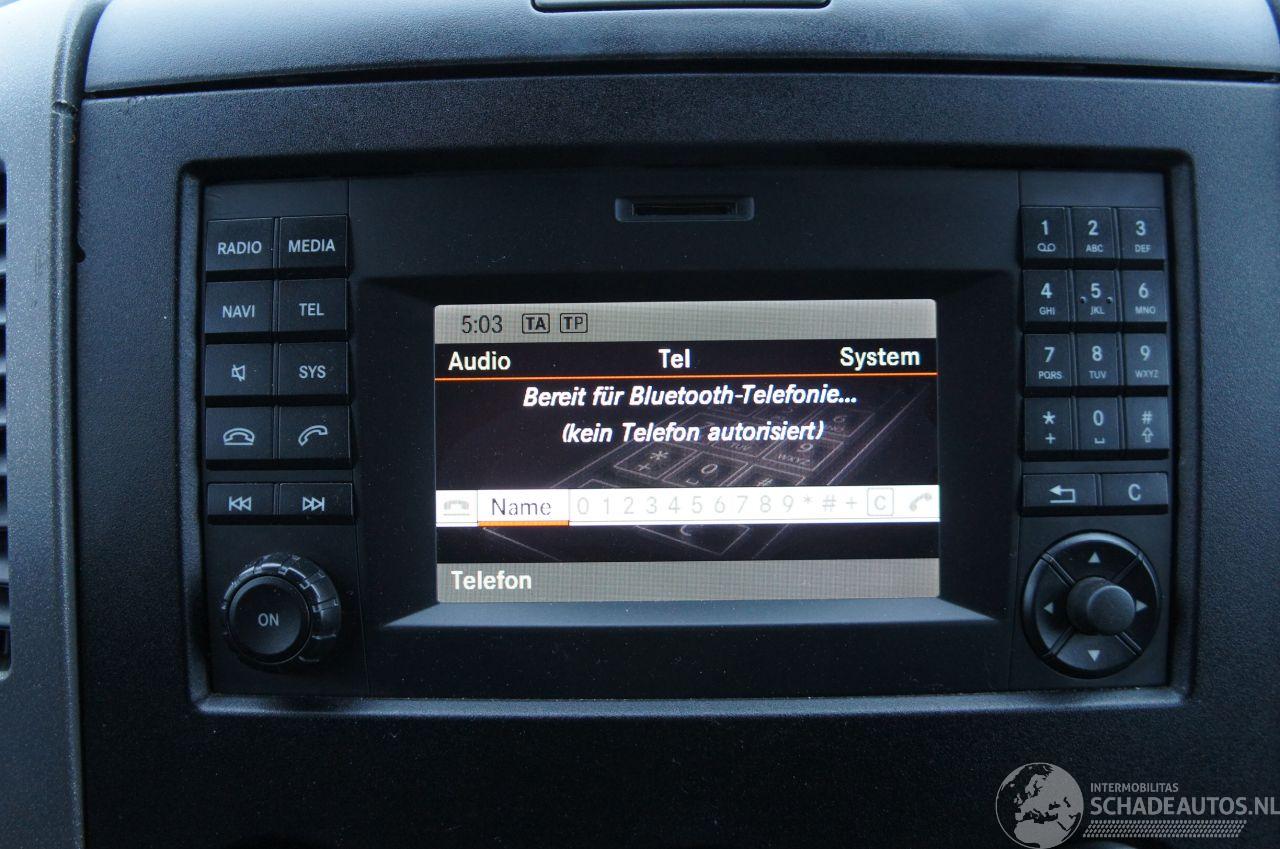 RADIO MEDIA
NAVI TEL
SYS
ON
5:03 TA TP
Audio Tel System
Bereit für Bluetooth-Telefonie...
(kein Telefon autorisiert)
Name 0 1 2 3 4 5 6 7 8 9 * # + C
Telefon
1 2 ABC 3 DEF
4 GHI 5 JKL 6 MNO
7 PQRS 8 TUV 9 WXYZ
* + 0 #
C
INTERMOBILITAS
SCHADEAUTOS.NL